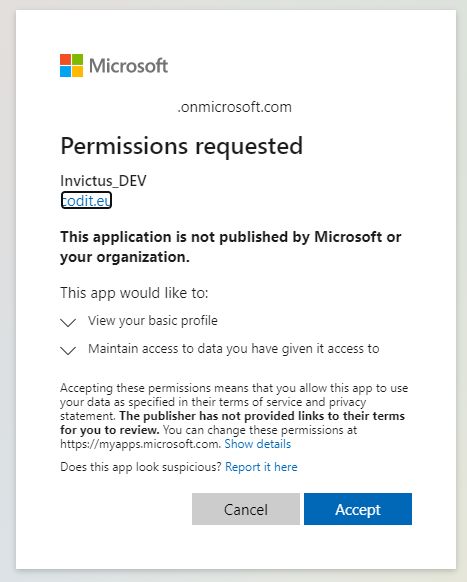 Microsoft
.onmicrosoft.com
Permissions requested
Invictus_DEV
codit.eu
This application is not published by Microsoft or
your organization.
This app would like to:
View your basic profile
Maintain access to data you have given it access to
Accepting these permissions means that you allow this app to use
your data as specified in their terms of service and privacy
statement. The publisher has not provided links to their terms
for you to review. You can change these permissions at
https://myapps.microsoft.com. Show details
Does this app look suspicious? Report it here
Cancel Accept